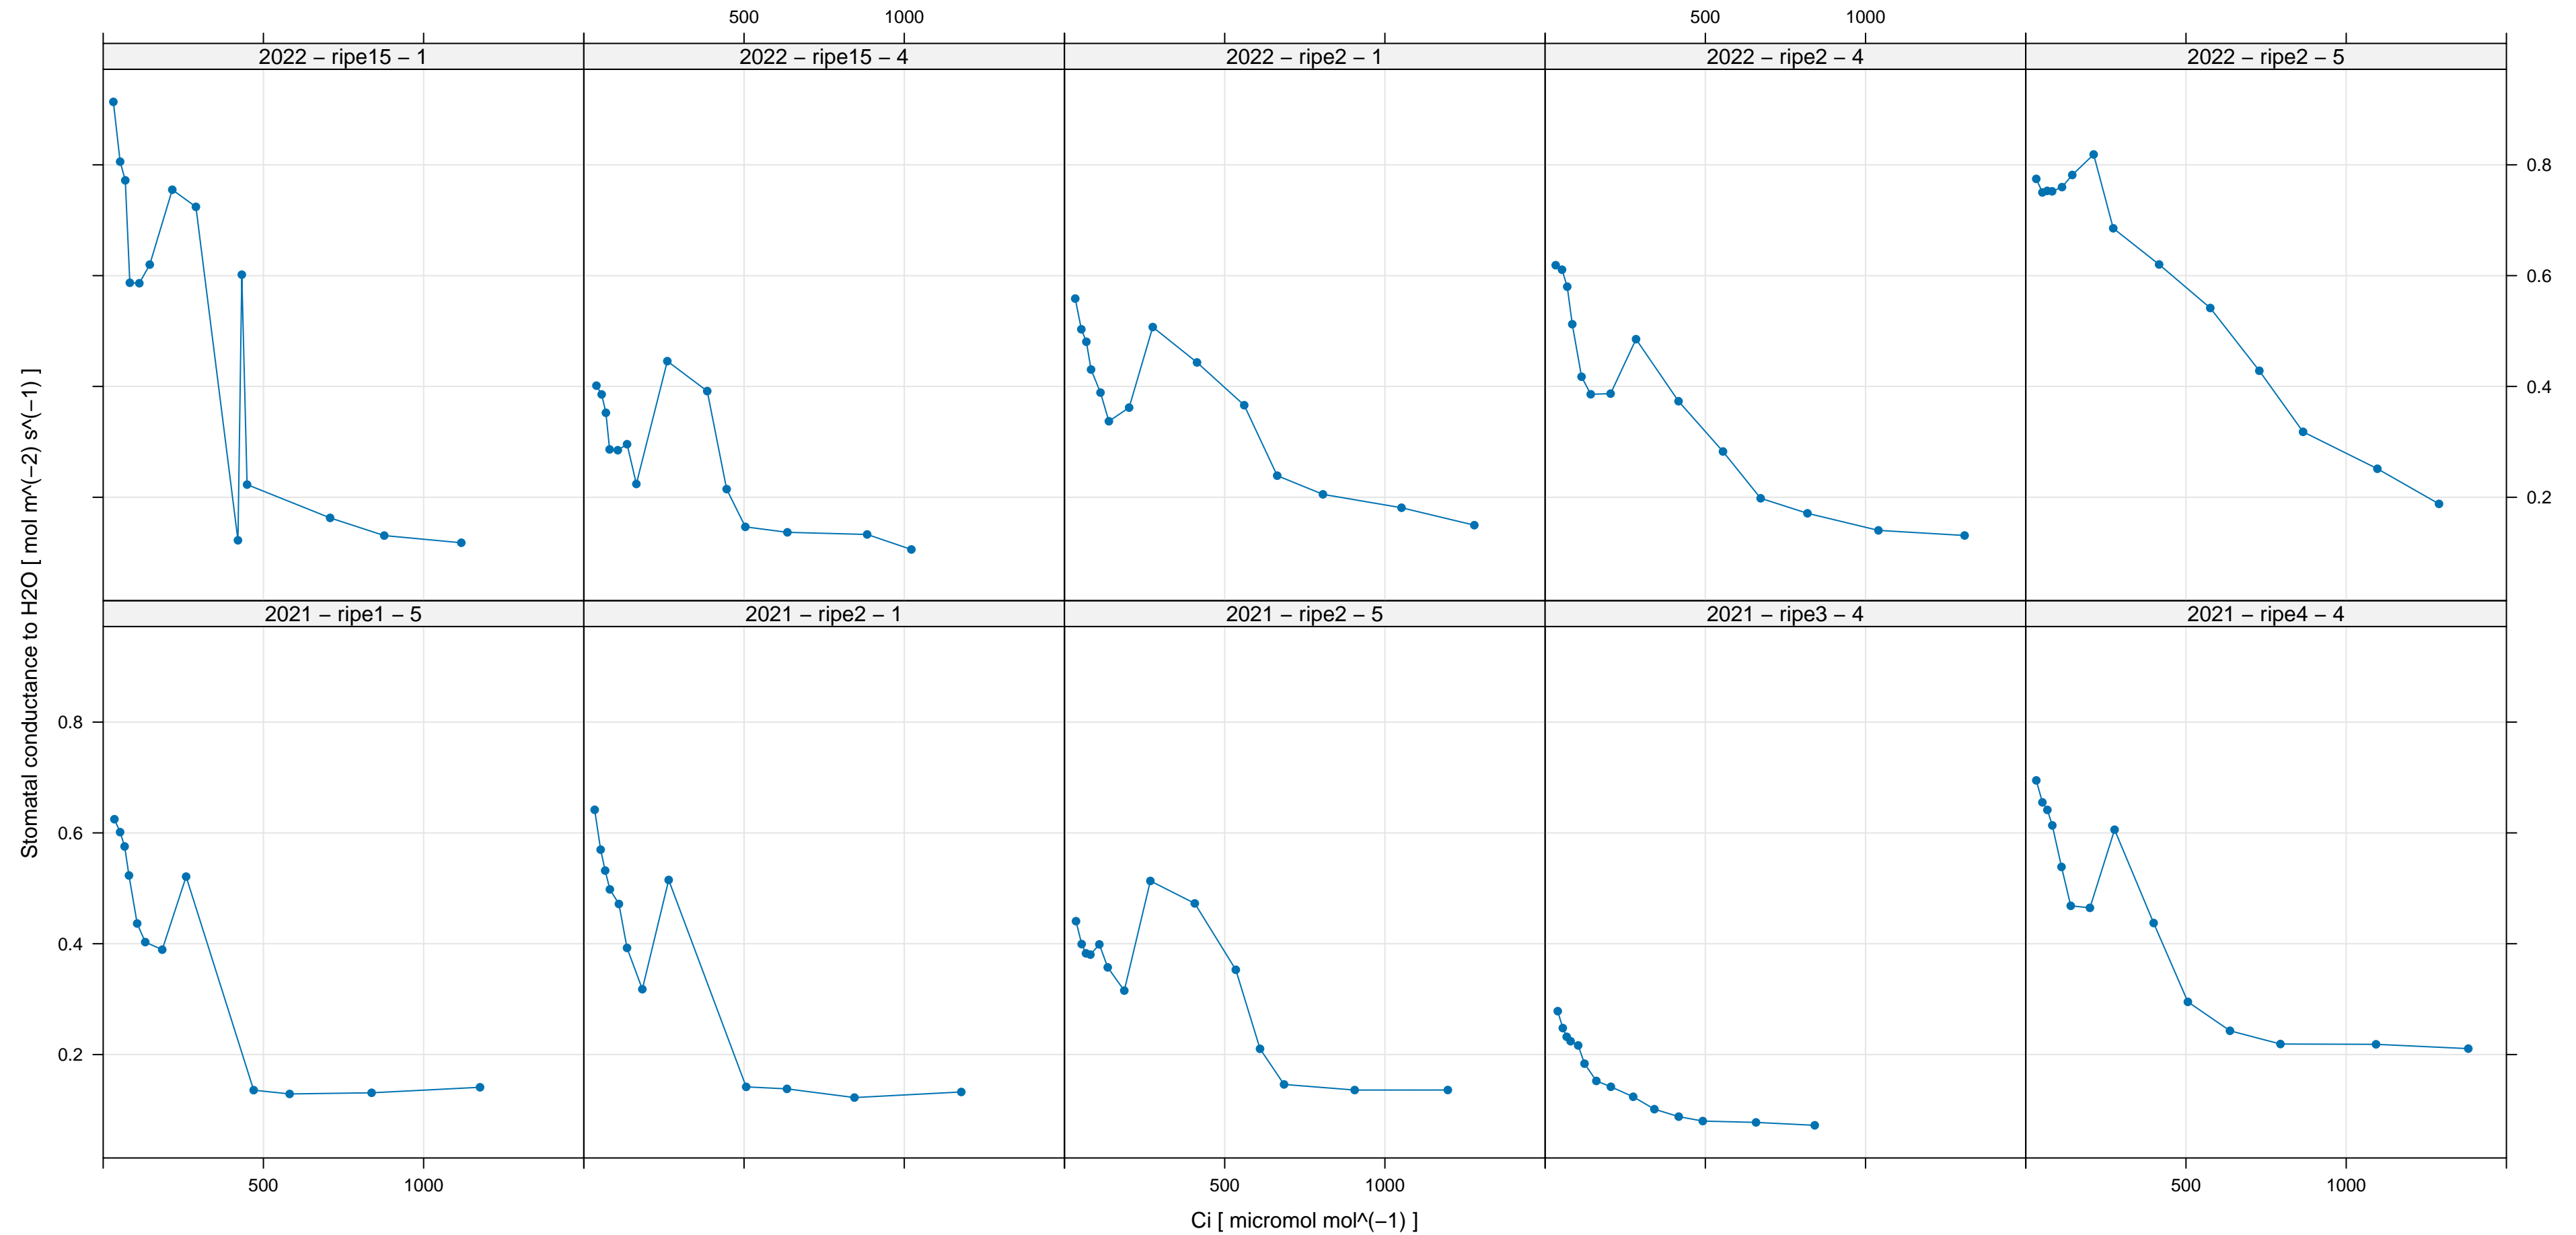 500 1000 500 1000
2022 − ripe15 − 1 2022 − ripe15 − 4 2022 − ripe2 − 1 2022 − ripe2 − 4 2022 − ripe2 − 5
0.8
0.6
0.4
0.2
Stomatal conductance to H2O [ mol m^(−2) s^(−1) ]
2021 − ripe1 − 5 2021 − ripe2 − 1 2021 − ripe2 − 5 2021 − ripe3 − 4 2021 − ripe4 − 4
0.8
0.6
0.4
0.2
500 1000 500 1000 500 1000
Ci [ micromol mol^(−1) ]